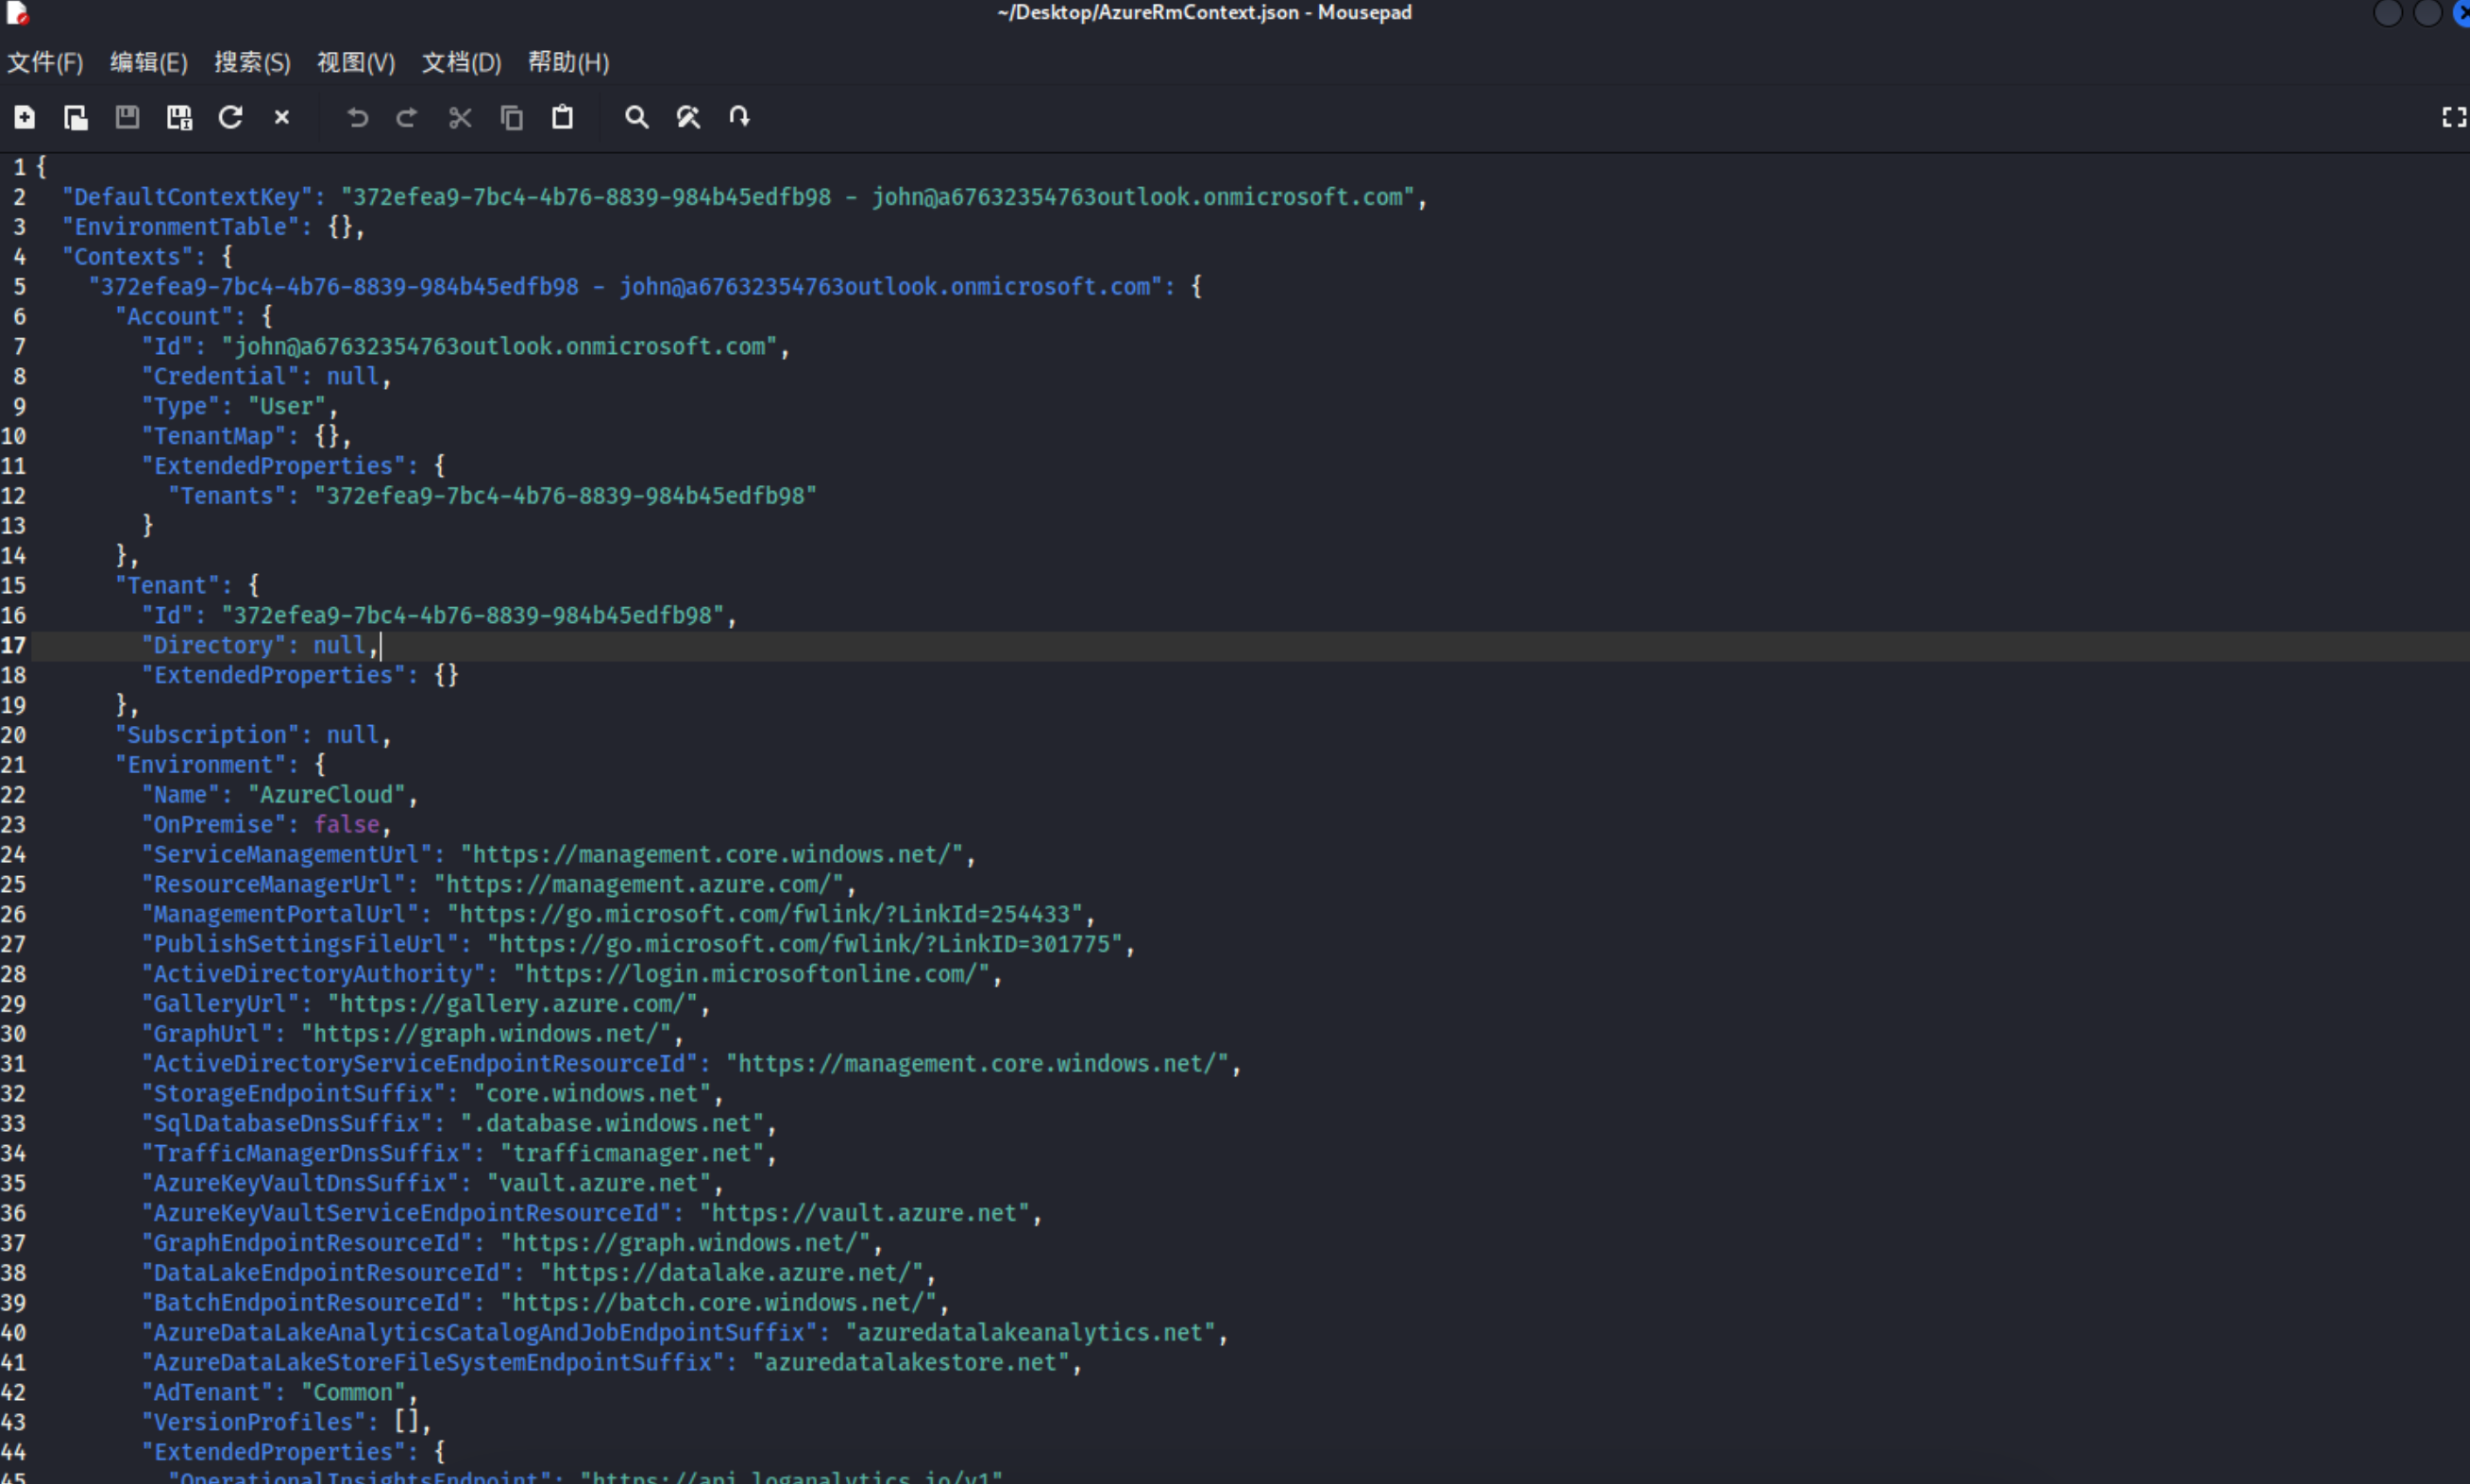 ~/Desktop/AzureRmContext.json - Mousepad
文件(F) 编辑(E) 搜索(S) 视图(V) 文档(D) 帮助(H)
1 {
2   "DefaultContextKey": "372efea9-7bc4-4b76-8839-984b45edfb98 - john@a67632354763outlook.onmicrosoft.com",
3   "EnvironmentTable": {},
4   "Contexts": {
5     "372efea9-7bc4-4b76-8839-984b45edfb98 - john@a67632354763outlook.onmicrosoft.com": {
6       "Account": {
7         "Id": "john@a67632354763outlook.onmicrosoft.com",
8         "Credential": null,
9         "Type": "User",
10         "TenantMap": {},
11         "ExtendedProperties": {
12           "Tenants": "372efea9-7bc4-4b76-8839-984b45edfb98"
13         }
14       },
15       "Tenant": {
16         "Id": "372efea9-7bc4-4b76-8839-984b45edfb98",
17         "Directory": null,
18         "ExtendedProperties": {}
19       },
20       "Subscription": null,
21       "Environment": {
22         "Name": "AzureCloud",
23         "OnPremise": false,
24         "ServiceManagementUrl": "https://management.core.windows.net/",
25         "ResourceManagerUrl": "https://management.azure.com/",
26         "ManagementPortalUrl": "https://go.microsoft.com/fwlink/?LinkId=254433",
27         "PublishSettingsFileUrl": "https://go.microsoft.com/fwlink/?LinkID=301775",
28         "ActiveDirectoryAuthority": "https://login.microsoftonline.com/",
29         "GalleryUrl": "https://gallery.azure.com/",
30         "GraphUrl": "https://graph.windows.net/",
31         "ActiveDirectoryServiceEndpointResourceId": "https://management.core.windows.net/",
32         "StorageEndpointSuffix": "core.windows.net",
33         "SqlDatabaseDnsSuffix": ".database.windows.net",
34         "TrafficManagerDnsSuffix": "trafficmanager.net",
35         "AzureKeyVaultDnsSuffix": "vault.azure.net",
36         "AzureKeyVaultServiceEndpointResourceId": "https://vault.azure.net",
37         "GraphEndpointResourceId": "https://graph.windows.net/",
38         "DataLakeEndpointResourceId": "https://datalake.azure.net/",
39         "BatchEndpointResourceId": "https://batch.core.windows.net/",
40         "AzureDataLakeAnalyticsCatalogAndJobEndpointSuffix": "azuredatalakeanalytics.net",
41         "AzureDataLakeStoreFileSystemEndpointSuffix": "azuredatalakestore.net",
42         "AdTenant": "Common",
43         "VersionProfiles": [],
44         "ExtendedProperties": {
45           "OperationalInsightsEndpoint": "https://api.loganalytics.io/v1"